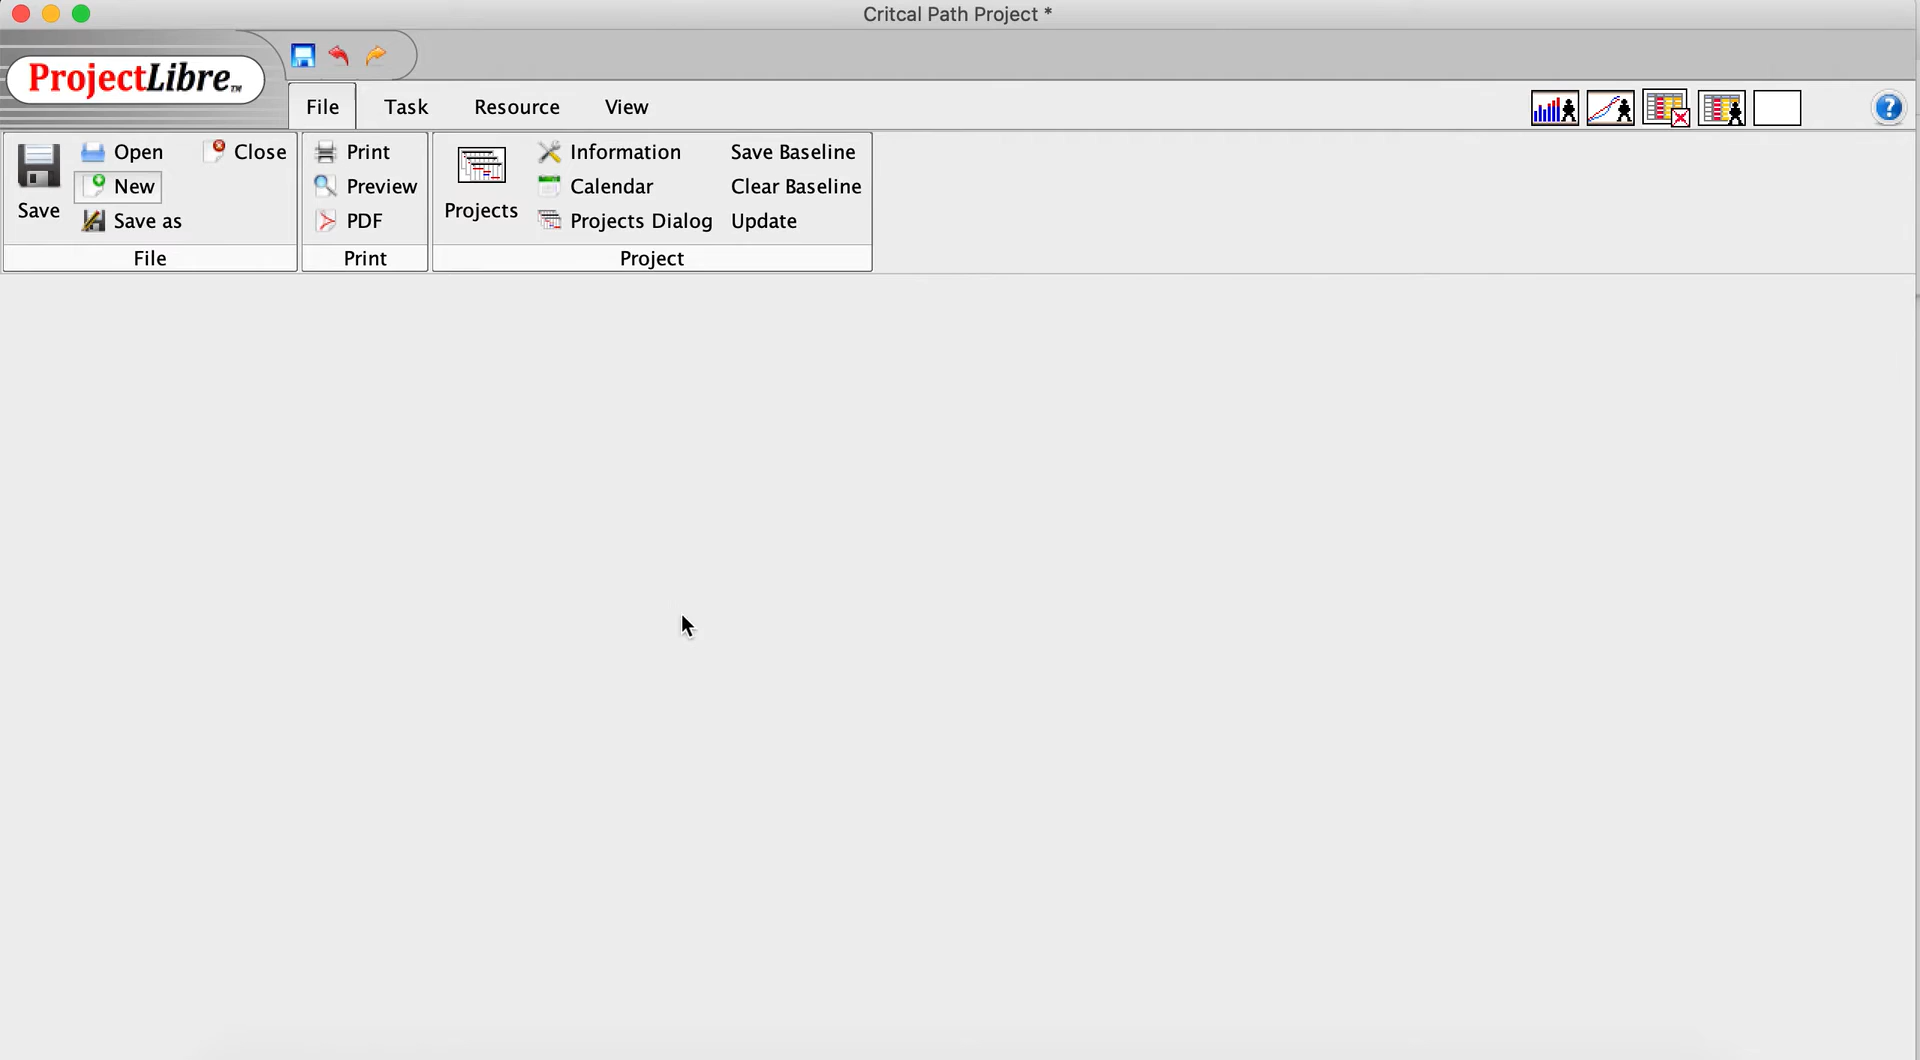 Critcal Path Project *
ProjectLibre™
File Task Resource View
Save
Open
New
Save as
Close
File
Print
Preview
PDF
Print
Projects
Information
Calendar
Projects Dialog
Save Baseline
Clear Baseline
Update
Project
?